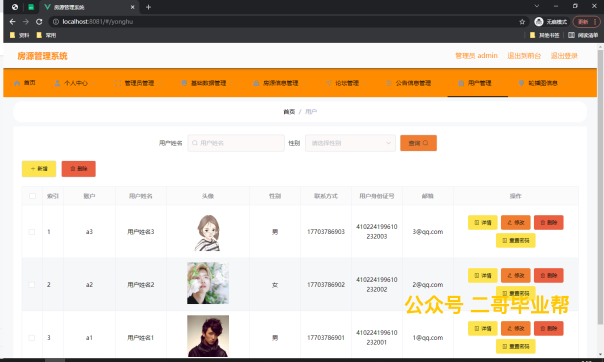 房源管理系统
localhost:8081/#/yonghu
无痕模式
更新
资料
常用
其他书签
阅读清单
房源管理系统
管理员 admin
退出到前台
退出登录
首页
个人中心
管理员管理
基础数据管理
房源信息管理
论坛管理
公告信息管理
用户管理
轮播图信息
首页 / 用户
用户姓名
用户姓名
性别
请选择性别
查询
+ 新增
删除
索引 账户 用户姓名 头像 性别 联系方式 用户身份证号 邮箱 操作
1 a3 用户姓名3 男 17703786903 410224199610232003 3@qq.com
详情 修改 删除
重置密码
2 a2 用户姓名2 女 17703786902 410224199610232002 2@qq.com
详情 修改 删除
重置密码
公众号 二哥毕业帮
3 a1 用户姓名1 男 17703786901 410224199610232001 1@qq.com
详情 修改 删除
重置密码